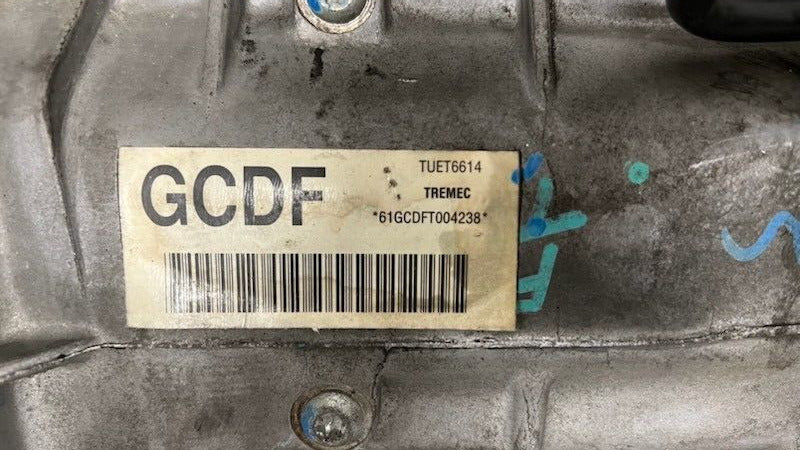 GCDF
TUET6614
TREMEC
*61GCDFT004238*